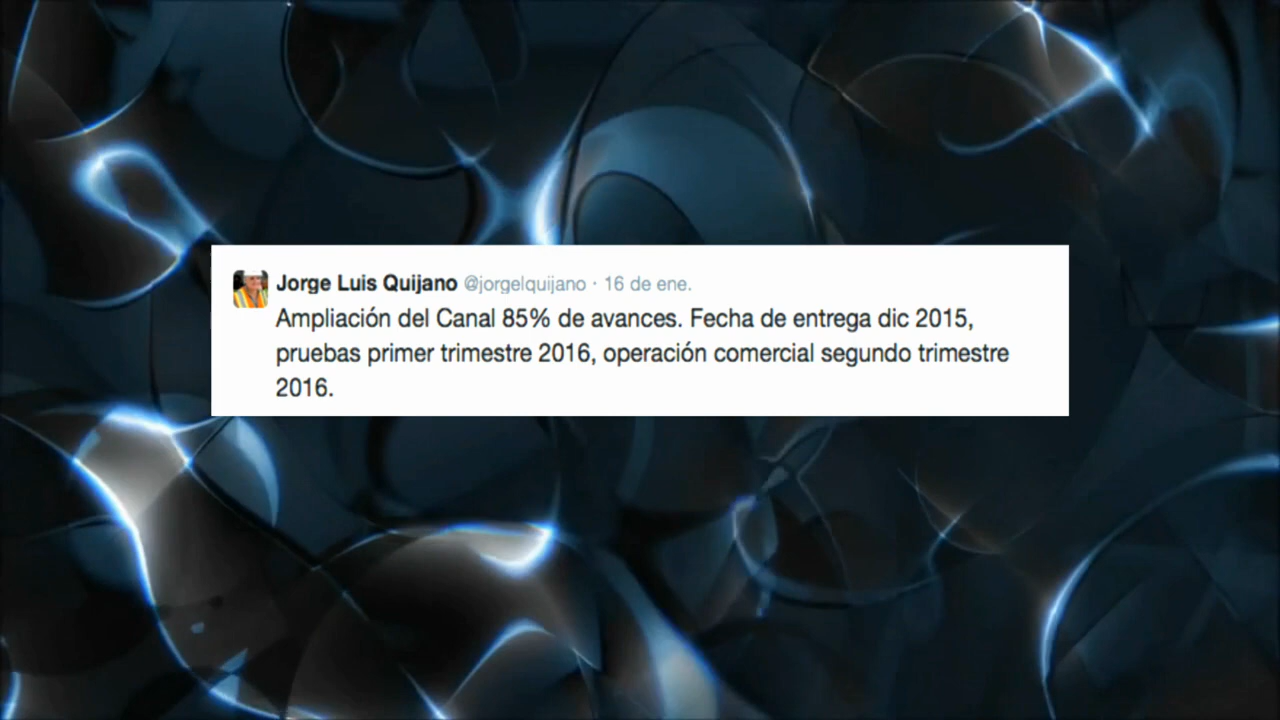 Jorge Luis Quijano @jorgelquijano · 16 de ene.
Ampliación del Canal 85% de avances. Fecha de entrega dic 2015,
pruebas primer trimestre 2016, operación comercial segundo trimestre
2016.